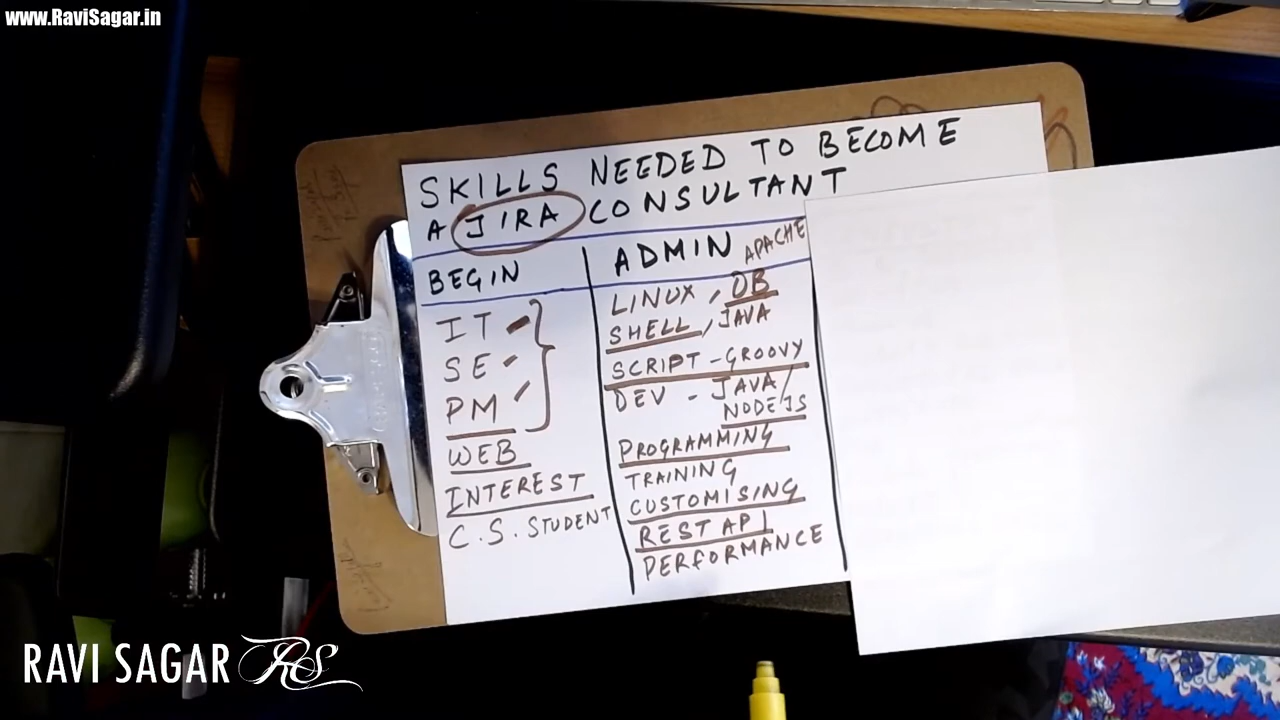 www.RaviSagar.in
SKILLS NEEDED TO BECOME
A JIRA CONSULTANT
BEGIN
IT
SE
PM
WEB
INTEREST
C.S. STUDENT
ADMIN APACHE
LINUX, DB
SHELL, JAVA
SCRIPT - GROOVY
DEV - JAVA/
NODEJS
PROGRAMMING
TRAINING
CUSTOMISING
REST API
PERFORMANCE
RAVI SAGAR RS